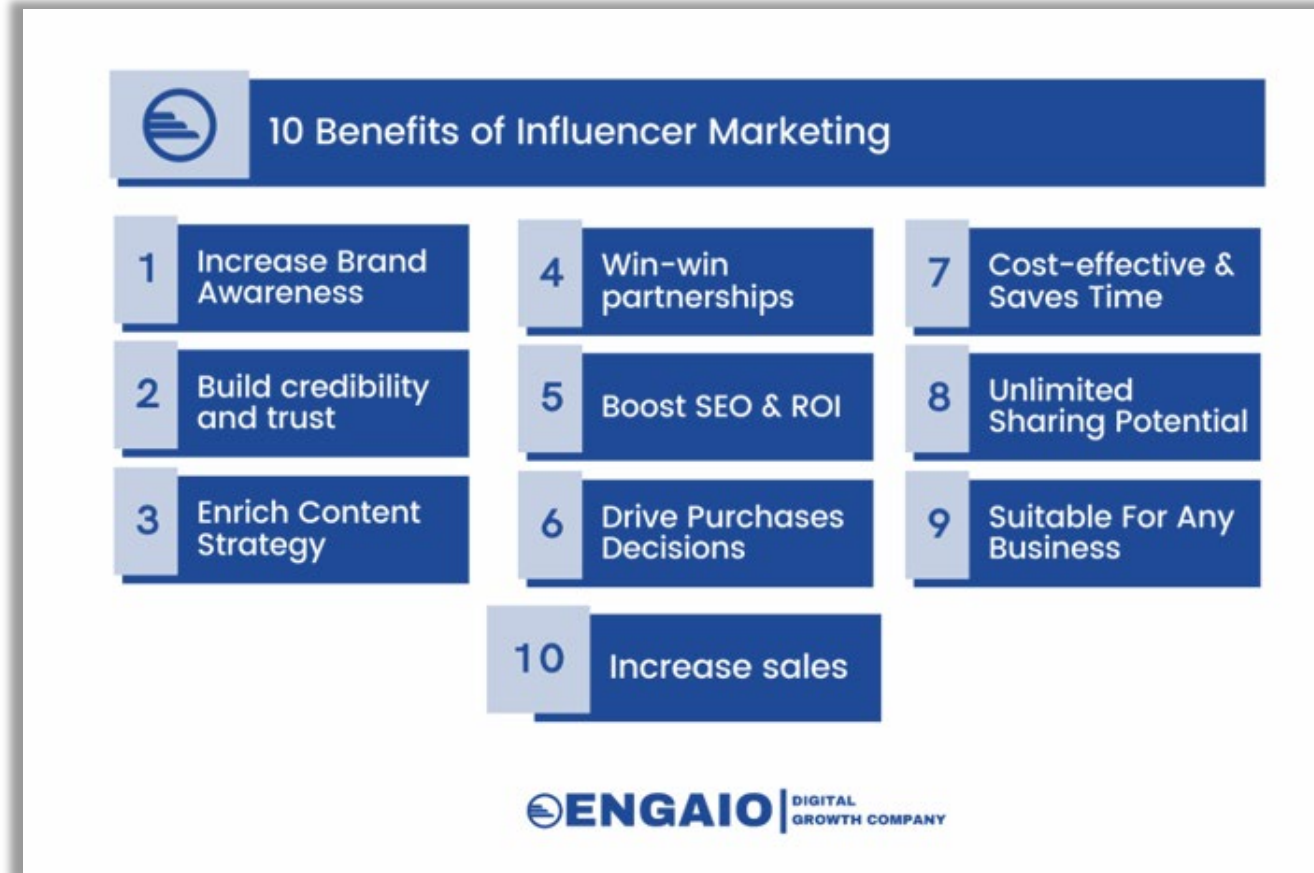 10 Benefits of Influencer Marketing
1
Increase Brand
Awareness
2
Build credibility
and trust
3
Enrich Content
Strategy
4
Win-win
partnerships
5
Boost SEO & ROI
6
Drive Purchases
Decisions
7
Cost-effective &
Saves Time
8
Unlimited
Sharing Potential
9
Suitable For Any
Business
10
Increase sales
ENGAIO
DIGITAL
GROWTH COMPANY